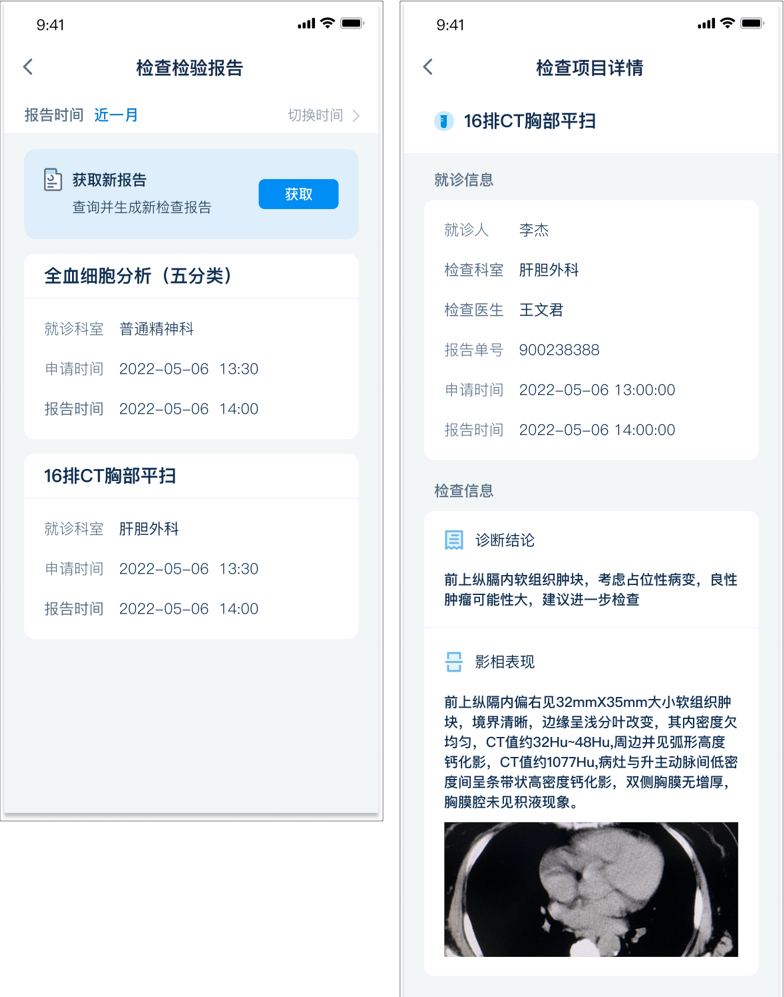 9:41
检查检验报告
报告时间 近一月 切换时间
获取新报告
查询并生成新检查报告
获取
全血细胞分析（五分类）
就诊科室 普通精神科
申请时间 2022-05-06 13:30
报告时间 2022-05-06 14:00
16排CT胸部平扫
就诊科室 肝胆外科
申请时间 2022-05-06 13:30
报告时间 2022-05-06 14:00
9:41
检查项目详情
16排CT胸部平扫
就诊信息
就诊人 李杰
检查科室 肝胆外科
检查医生 王文君
报告单号 900238388
申请时间 2022-05-06 13:00:00
报告时间 2022-05-06 14:00:00
检查信息
诊断结论
前上纵膈内软组织肿块，考虑占位性病变，良性
肿瘤可能性大，建议进一步检查
影相表现
前上纵隔内偏右见32mmX35mm大小软组织肿
块，境界清晰，边缘呈浅分叶改变，其内密度欠
均匀，CT值约32Hu~48Hu,周边并见弧形高度
钙化影，CT值约1077Hu,病灶与升主动脉间低密
度间呈条带状高密度钙化影，双侧胸膜无增厚，
胸膜腔未见积液现象。